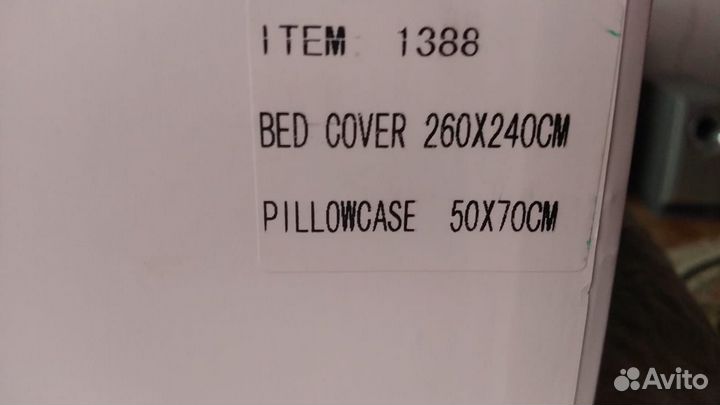 ITEM: 1388
BED COVER 260X240CM
PILLOWCASE 50X70CM
Avito